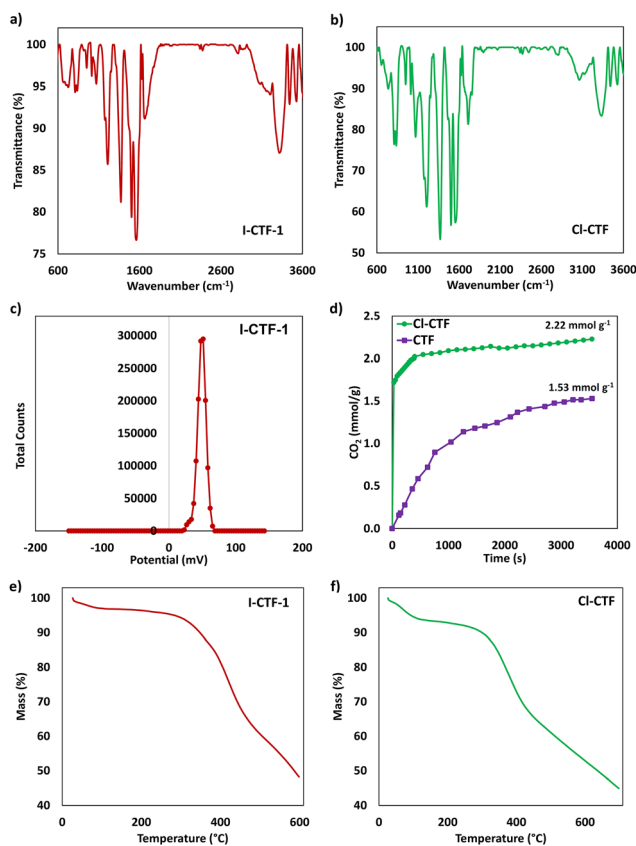 a)
100
95
90
85
80
75
Transmittance (%)
I-CTF-1
600 1600 2600 3600
Wavenumber (cm⁻¹)
b)
100
90
80
70
60
50
Transmittance (%)
Cl-CTF
600 1100 1600 2100 2600 3100 3600
Wavenumber (cm⁻¹)
c)
I-CTF-1
300000
250000
200000
150000
100000
50000
0
Total Counts
-200 -100 0 100 200
Potential (mV)
d)
Cl-CTF
CTF
2.22 mmol g⁻¹
1.53 mmol g⁻¹
2.5
2.0
1.5
1.0
0.5
0.0
CO₂ (mmol/g)
0 1000 2000 3000 4000
Time (s)
e)
I-CTF-1
100
90
80
70
60
50
40
Mass (%)
0 200 400 600
Temperature (°C)
f)
Cl-CTF
100
90
80
70
60
50
40
Mass (%)
0 200 400 600
Temperature (°C)